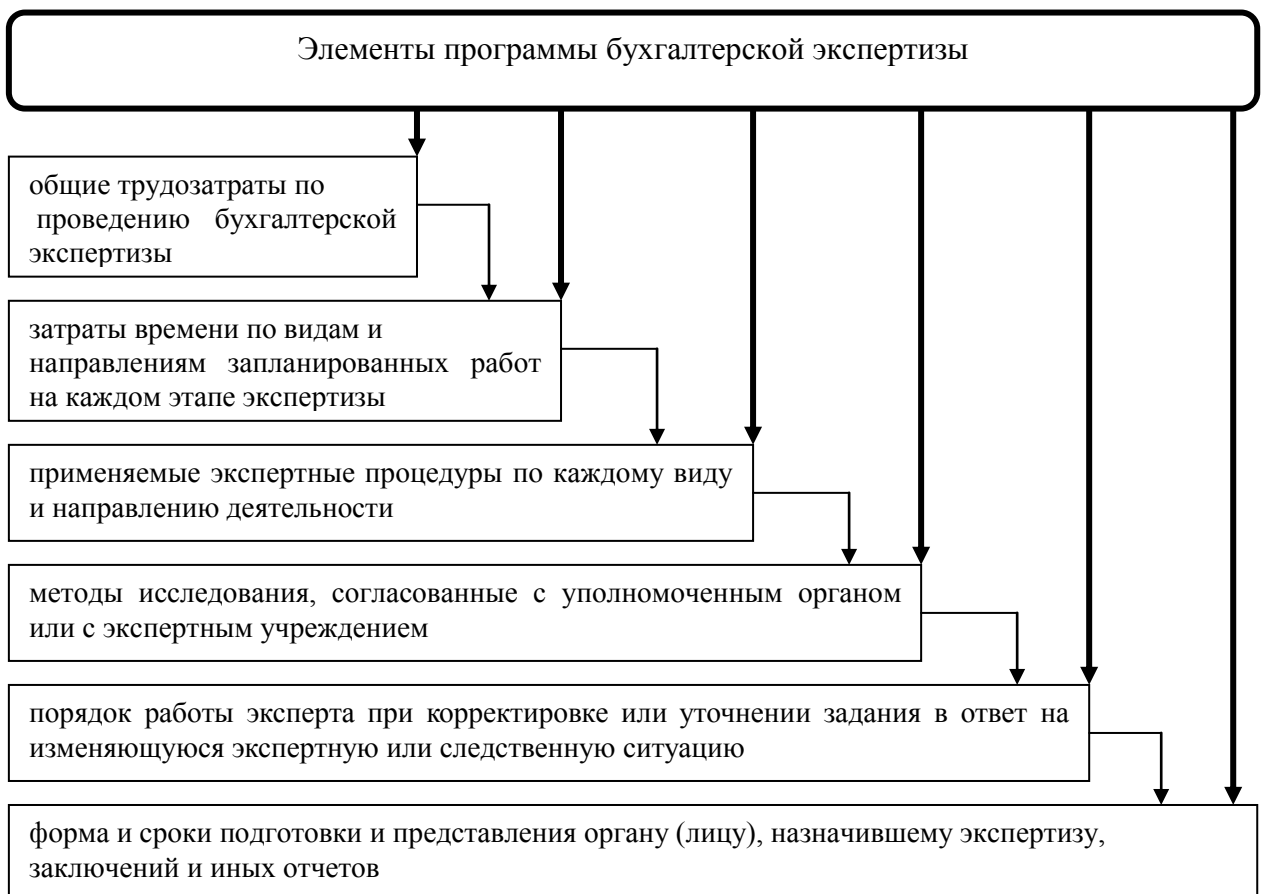 Элементы программы бухгалтерской экспертизы
общие трудозатраты по
проведению бухгалтерской
экспертизы
затраты времени по видам и
направлениям запланированных работ
на каждом этапе экспертизы
применяемые экспертные процедуры по каждому виду
и направлению деятельности
методы исследования, согласованные с уполномоченным органом
или с экспертным учреждением
порядок работы эксперта при корректировке или уточнении задания в ответ на
изменяющуюся экспертную или следственную ситуацию
форма и сроки подготовки и представления органу (лицу), назначившему экспертизу,
заключений и иных отчетов